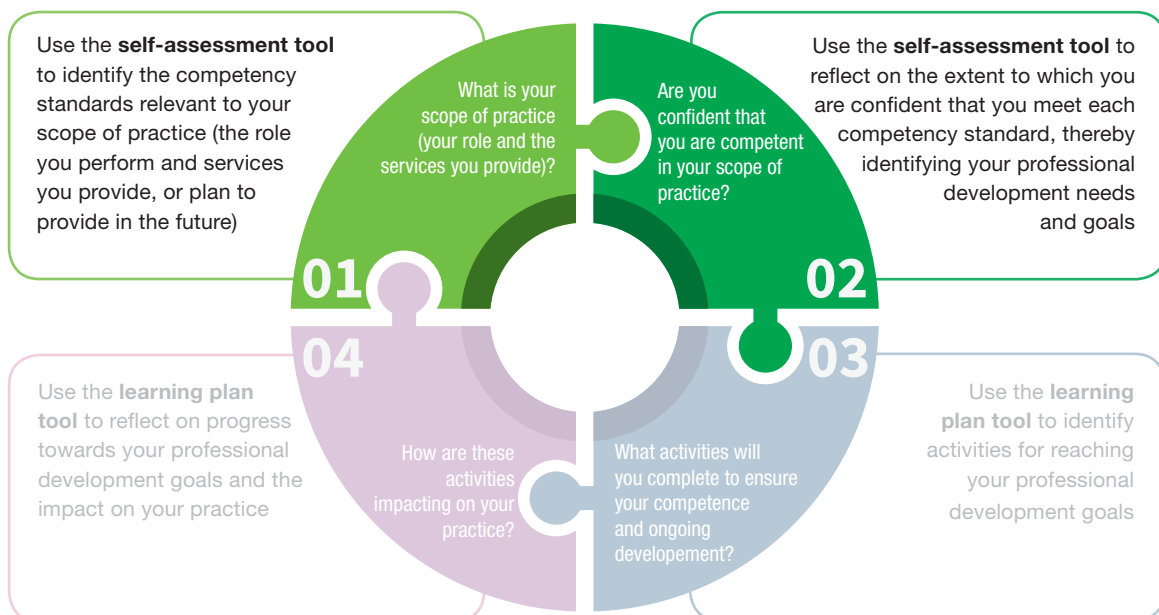 Use the self-assessment tool
to identify the competency
standards relevant to your
scope of practice (the role
you perform and services
you provide, or plan to
provide in the future)
What is your
scope of practice
(your role and the
services you provide)?
01
Are you
confident that
you are competent
in your scope of
practice?
02
Use the self-assessment tool to
reflect on the extent to which you
are confident that you meet each
competency standard, thereby
identifying your professional
development needs
and goals
04
Use the learning plan
tool to reflect on progress
towards your professional
development goals and the
impact on your practice
How are these
activities
impacting on your
practice?
03
What activities will
you complete to ensure
your competence
and ongoing
developement?
Use the learning
plan tool to identify
activities for reaching
your professional
development goals